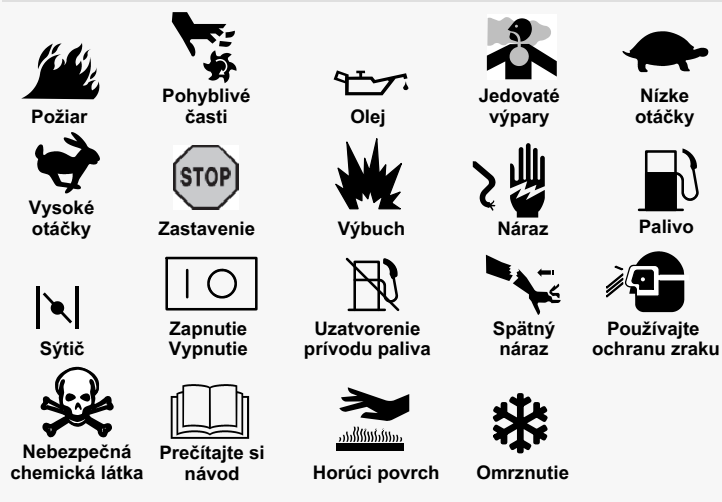 Požiar
Pohyblivé
časti
Olej
Jedovaté
výpary
Nízke
otáčky
Vysoké
otáčky
STOP
Zastavenie
Výbuch
Náraz
Palivo
Sýtič
Zapnutie
Vypnutie
Uzatvorenie
prívodu paliva
Spätný
náraz
Používajte
ochranu zraku
Nebezpečná
chemická látka
Prečítajte si
návod
Horúci povrch
Omrznutie